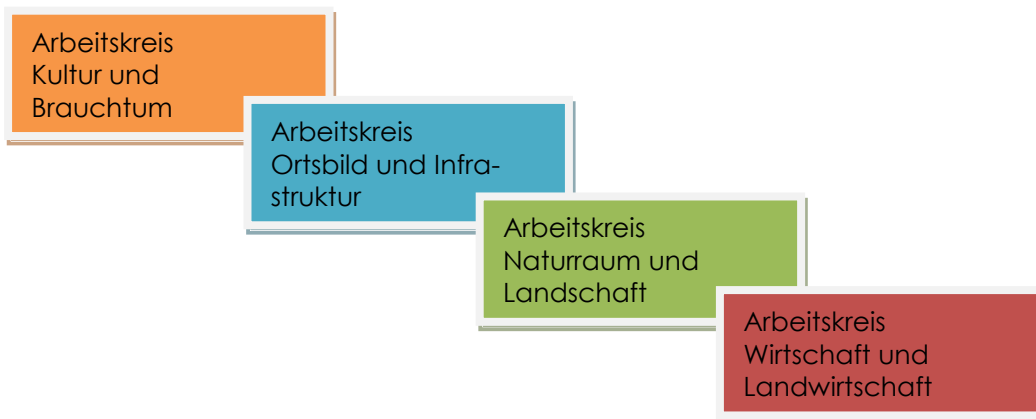 Arbeitskreis
Kultur und
Brauchtum
Arbeitskreis
Ortsbild und Infra-
struktur
Arbeitskreis
Naturraum und
Landschaft
Arbeitskreis
Wirtschaft und
Landwirtschaft